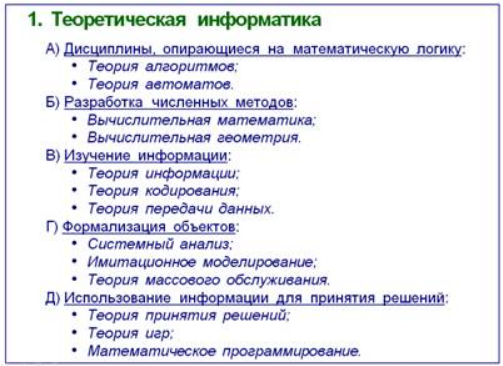 1. Теоретическая информатика
А) Дисциплины, опирающиеся на математическую логику:
• Теория алгоритмов;
• Теория автоматов.
Б) Разработка численных методов:
• Вычислительная математика;
• Вычислительная геометрия.
В) Изучение информации:
• Теория информации;
• Теория кодирования;
• Теория передачи данных.
Г) Формализация объектов:
• Системный анализ;
• Имитационное моделирование;
• Теория массового обслуживания.
Д) Использование информации для принятия решений:
• Теория принятия решений;
• Теория игр;
• Математическое программирование.